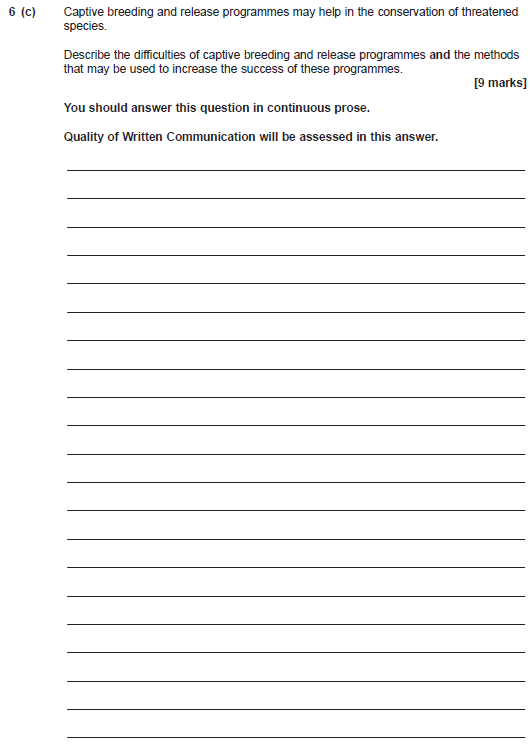 6 (c) Captive breeding and release programmes may help in the conservation of threatened
species.
Describe the difficulties of captive breeding and release programmes and the methods
that may be used to increase the success of these programmes.
[9 marks]
You should answer this question in continuous prose.
Quality of Written Communication will be assessed in this answer.